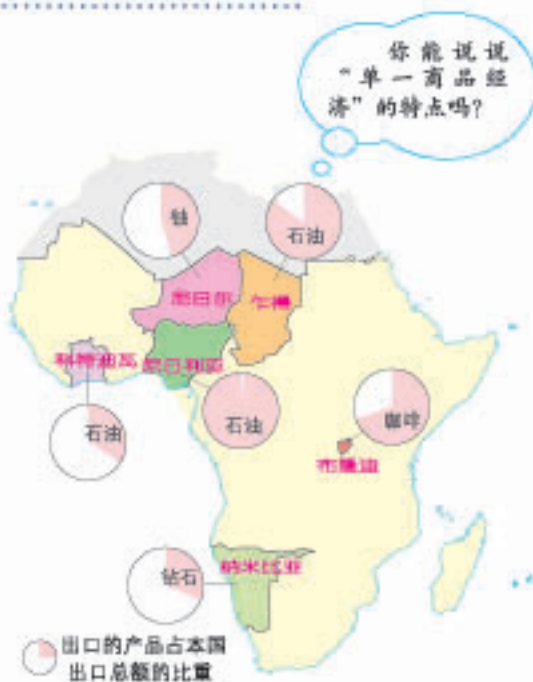 你能说说
“单一商品经
济”的特点吗？
铀
石油
尼日尔
乍得
科特迪瓦
尼日利亚
石油
石油
咖啡
布隆迪
钻石
纳米比亚
出口的产品占本国
出口总额的比重